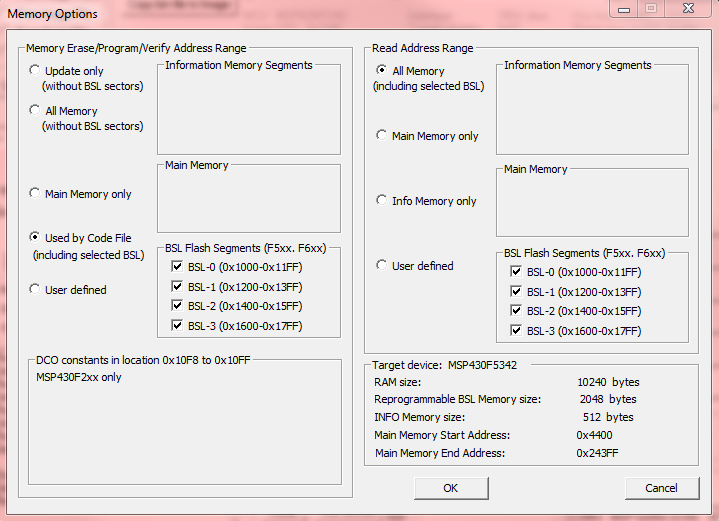 Copy the file to image
Memory Options
Memory Erase/Program/Verify Address Range
Update only
(without BSL sectors)
All Memory
(without BSL sectors)
Main Memory only
Used by Code File
(including selected BSL)
User defined
Information Memory Segments
Main Memory
BSL Flash Segments (F5xx. F6xx)
BSL-0 (0x1000-0x11FF)
BSL-1 (0x1200-0x13FF)
BSL-2 (0x1400-0x15FF)
BSL-3 (0x1600-0x17FF)
DCO constants in location 0x10F8 to 0x10FF
MSP430F2xx only
Read Address Range
All Memory
(including selected BSL)
Main Memory only
Info Memory only
User defined
Information Memory Segments
Main Memory
BSL Flash Segments (F5xx. F6xx)
BSL-0 (0x1000-0x11FF)
BSL-1 (0x1200-0x13FF)
BSL-2 (0x1400-0x15FF)
BSL-3 (0x1600-0x17FF)
Target device: MSP430F5342
RAM size: 10240 bytes
Reprogrammable BSL Memory size: 2048 bytes
INFO Memory size: 512 bytes
Main Memory Start Address: 0x4400
Main Memory End Address: 0x243FF
OK
Cancel